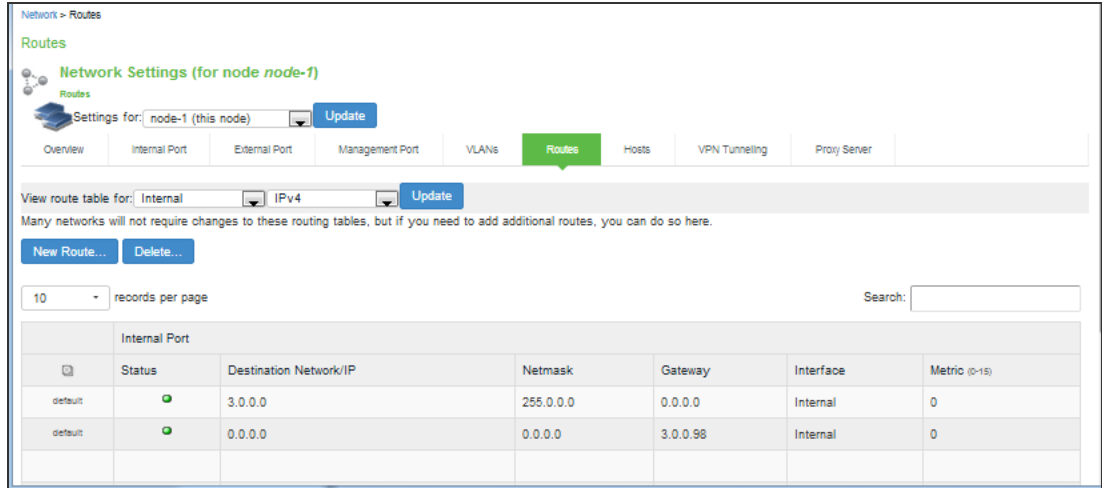 Network > Routes
Routes
Network Settings (for node node-1)
Routes
Settings for: node-1 (this node) Update
Overview Internal Port External Port Management Port VLANs Routes Hosts VPN Tunneling Proxy Server
View route table for: Internal IPv4 Update
Many networks will not require changes to these routing tables, but if you need to add additional routes, you can do so here.
New Route... Delete...
10 records per page Search:
Internal Port
Status Destination Network/IP Netmask Gateway Interface Metric (0-15)
default 3.0.0.0 255.0.0.0 0.0.0.0 Internal 0
default 0.0.0.0 0.0.0.0 3.0.0.98 Internal 0